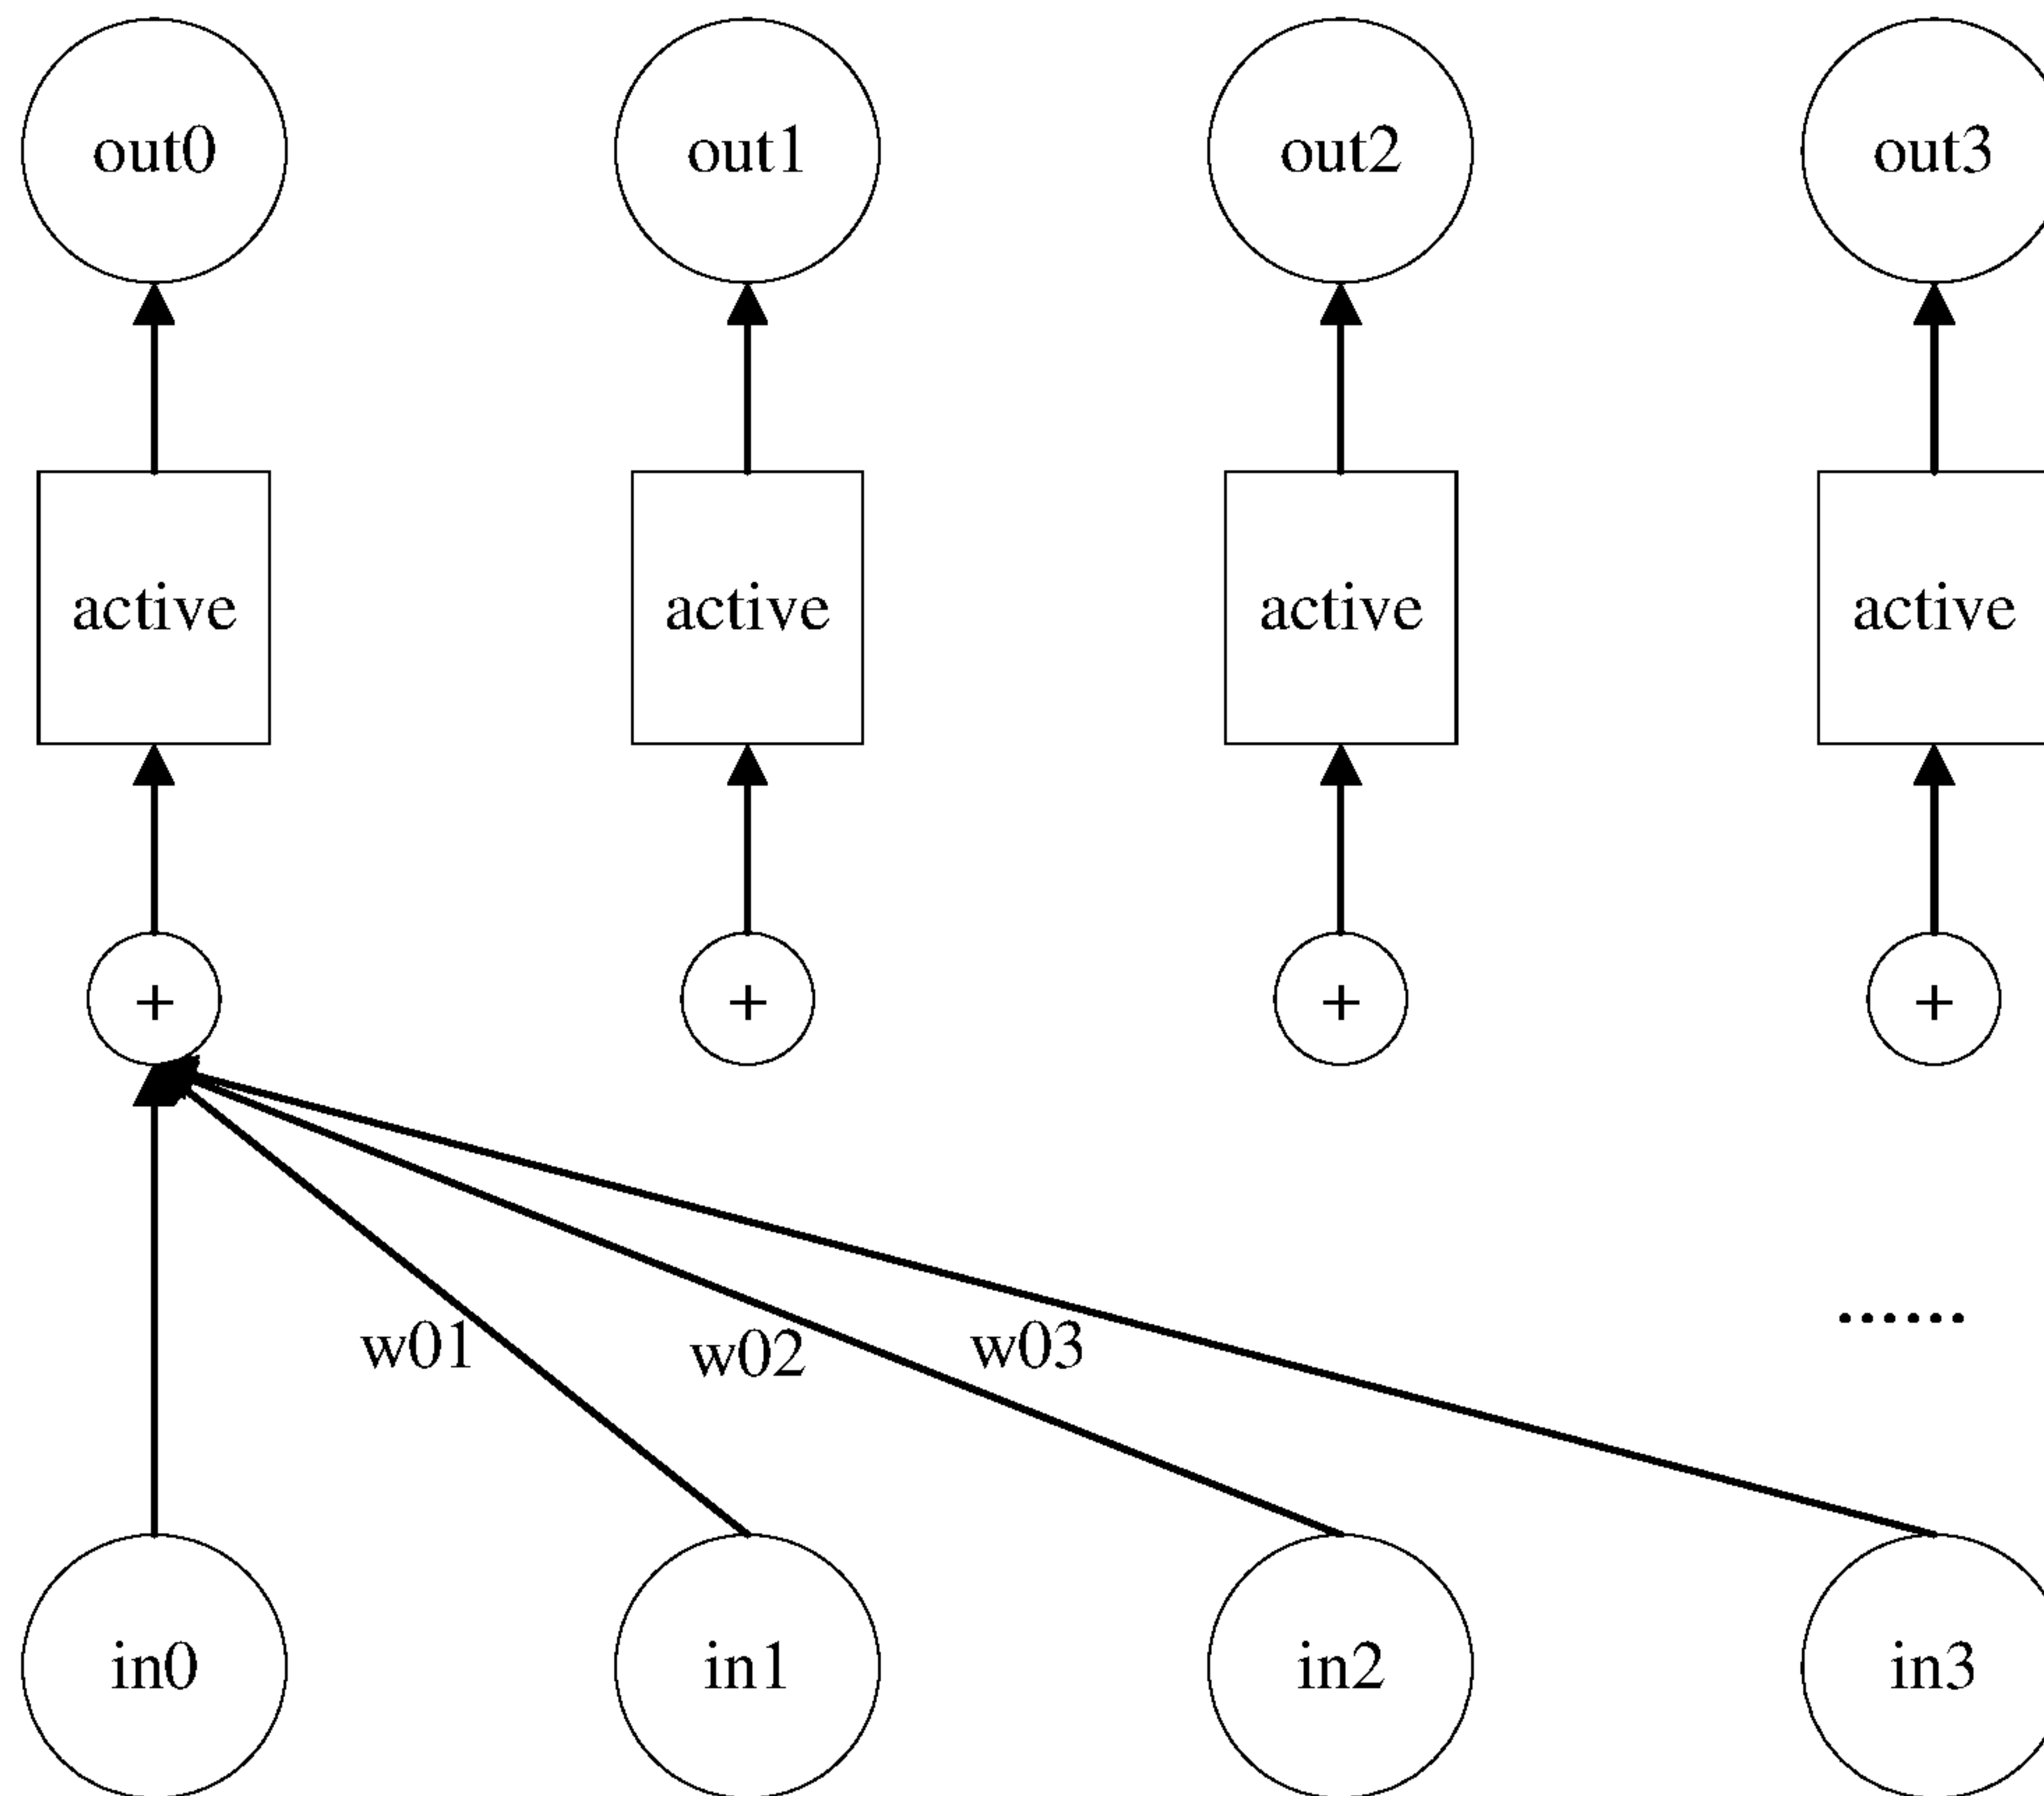 out0 out1 out2 out3
active active active active
+ + + +
......
w01 w02 w03
in0 in1 in2 in3